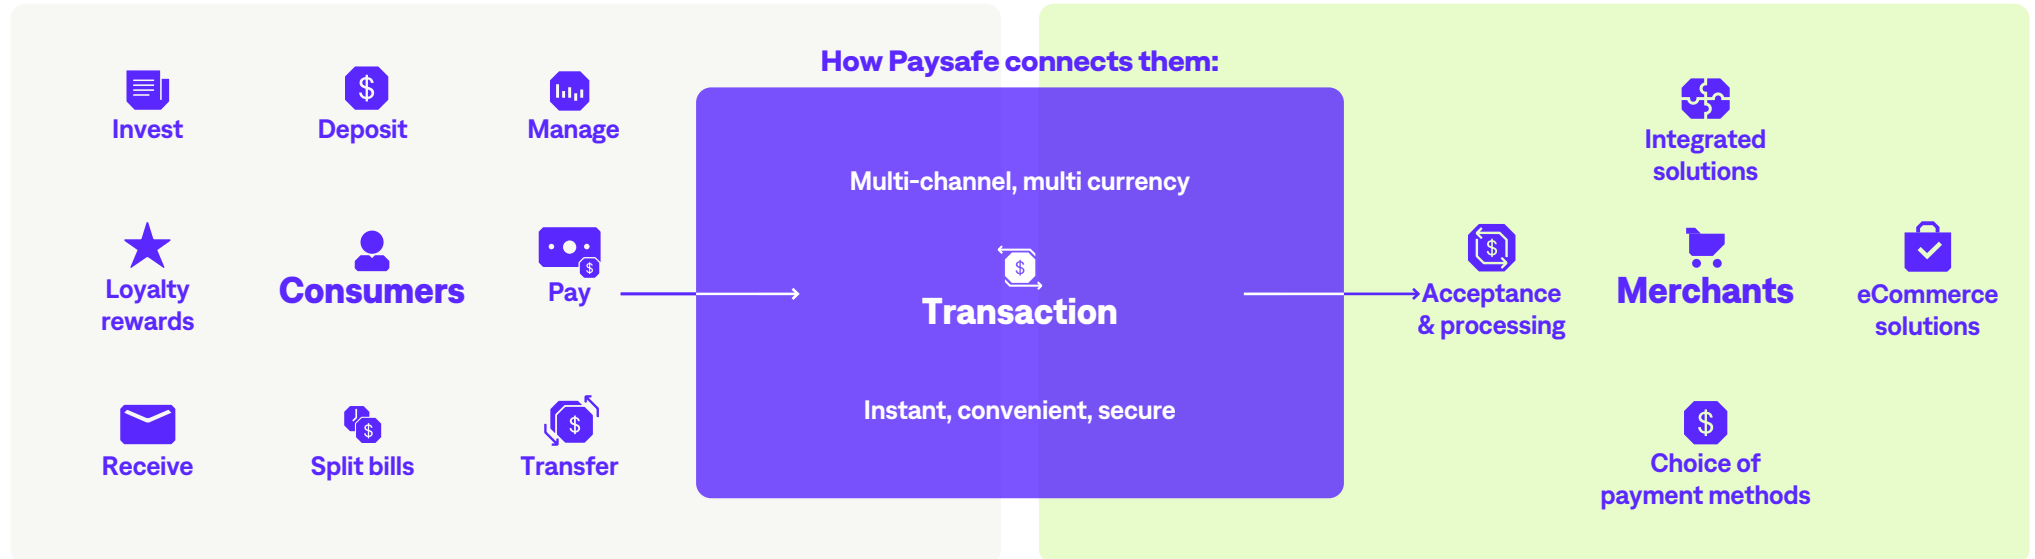 How Paysafe connects them:
Invest
Deposit
Manage
Loyalty
rewards
Consumers
Pay
Receive
Split bills
Transfer
Multi-channel, multi currency
$
Transaction
Instant, convenient, secure
Integrated
solutions
Acceptance
& processing
Merchants
eCommerce
solutions
Choice of
payment methods